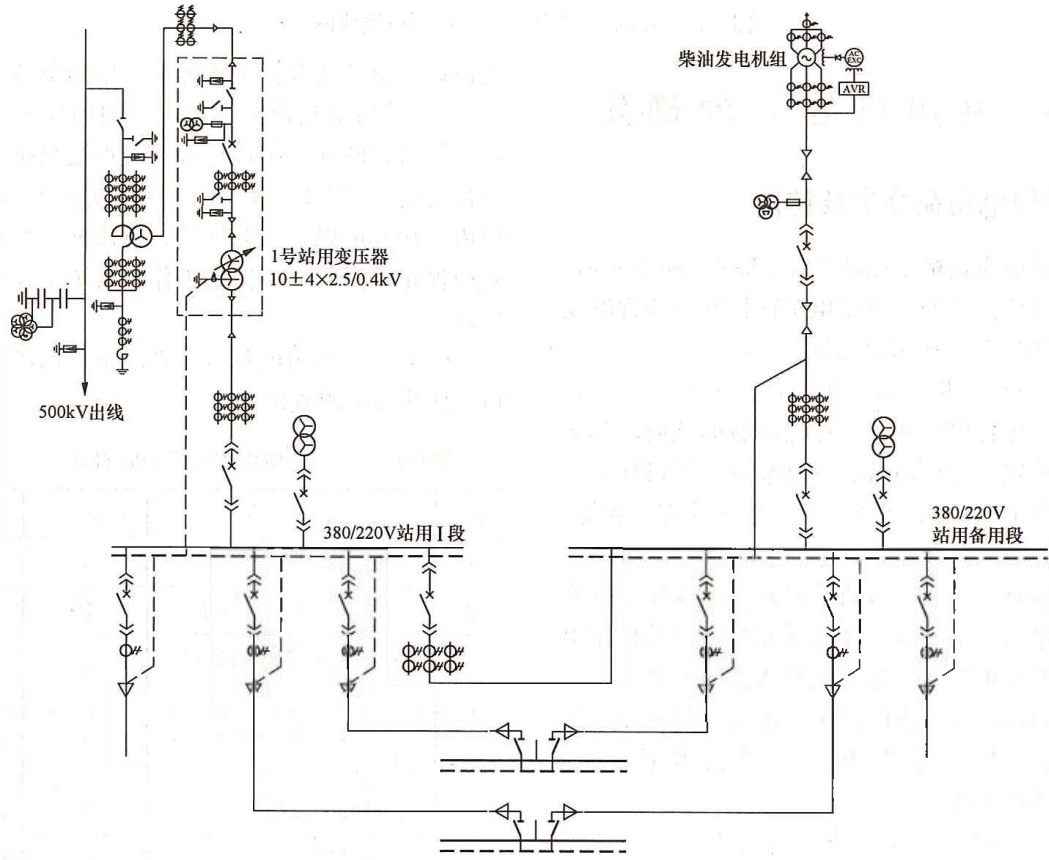 柴油发电机组
AC
EXC
AVR
1号站用变压器
10±4×2.5/0.4kV
500kV出线
380/220V站用Ⅰ段
380/220V
站用备用段